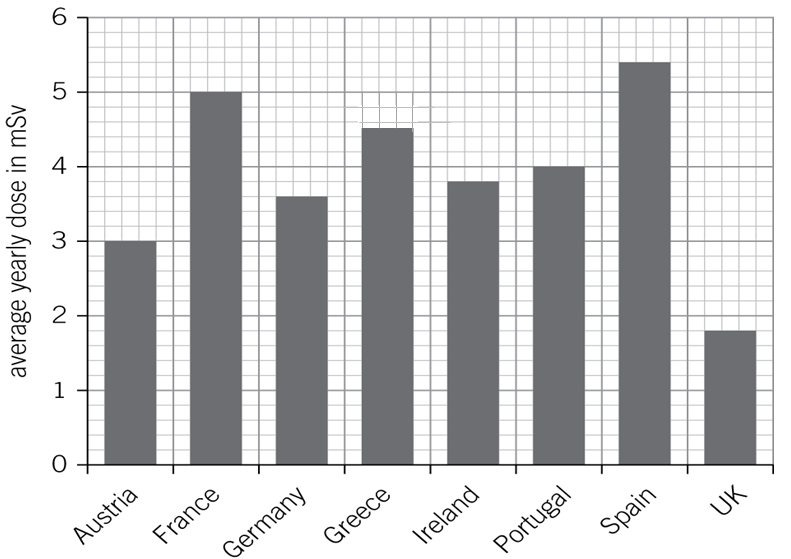 average yearly dose in mSv
6
5
4
3
2
1
0
Austria
France
Germany
Greece
Ireland
Portugal
Spain
UK